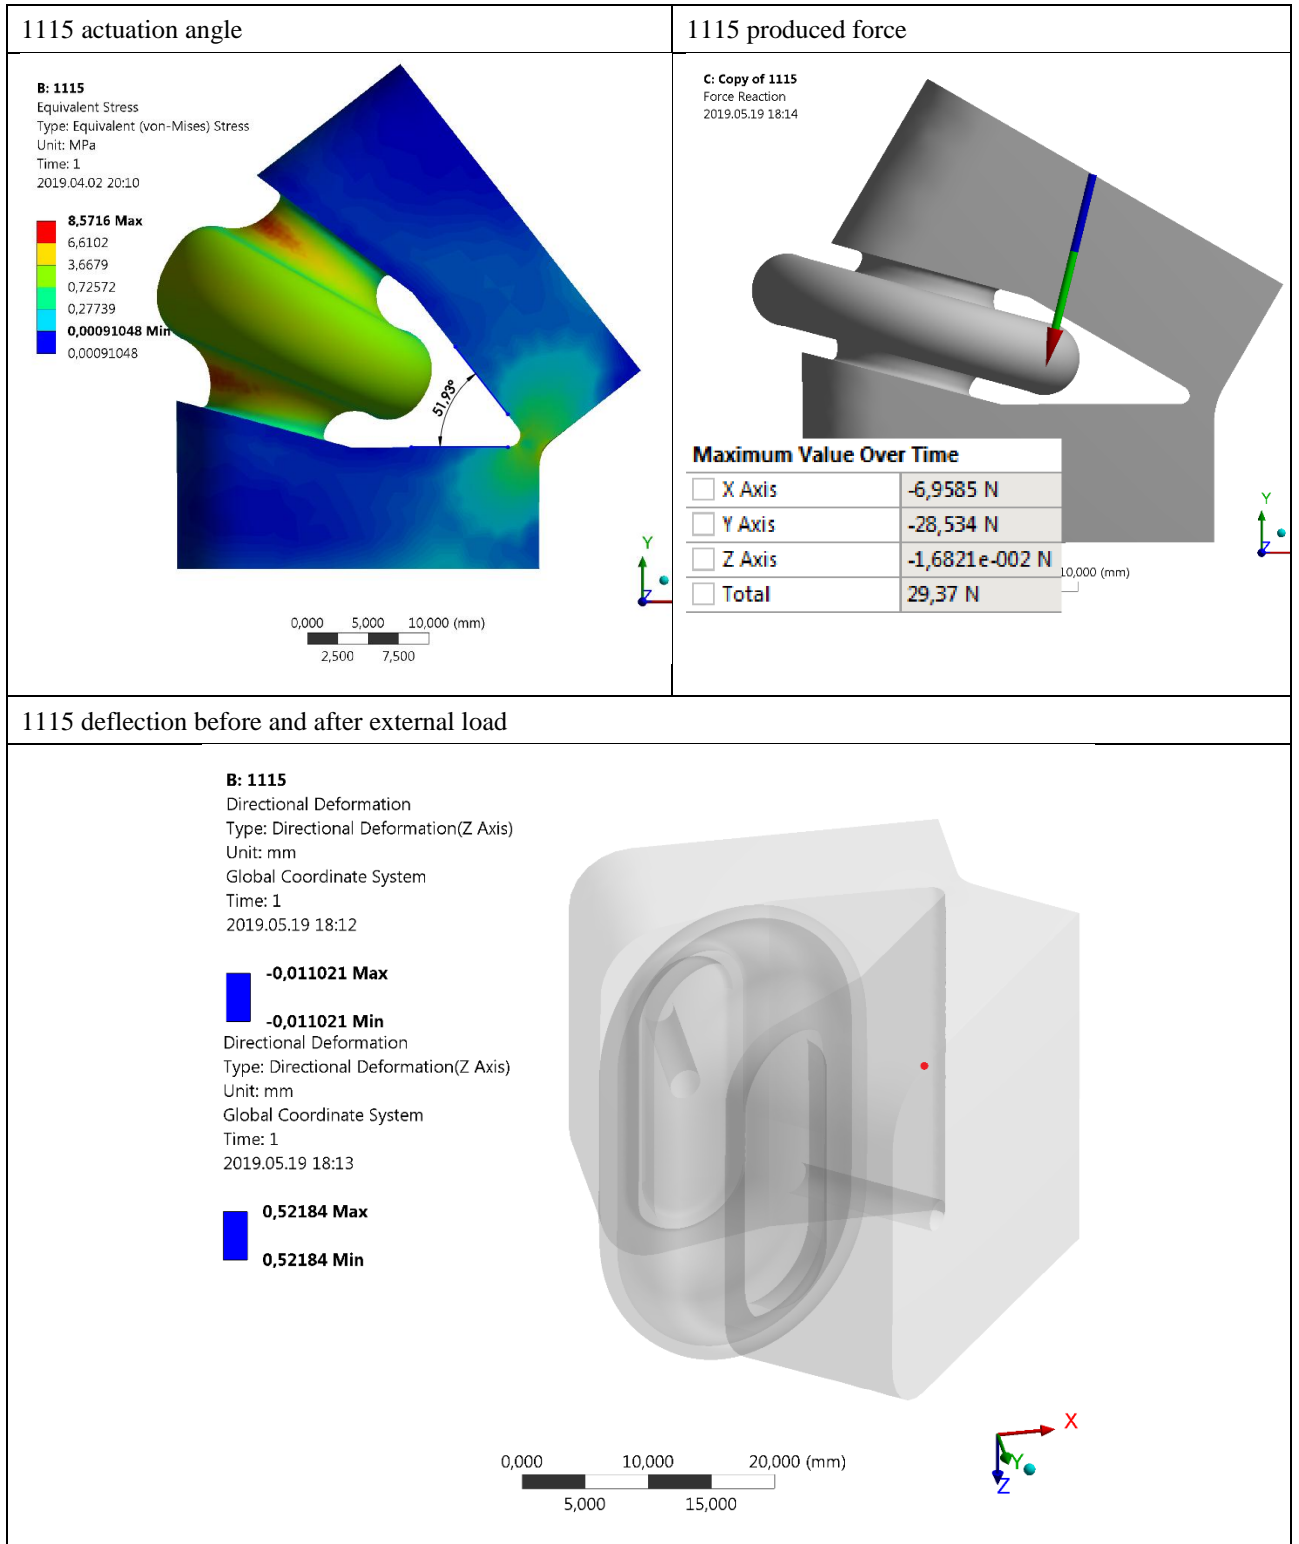 1115 actuation angle
B: 1115
Equivalent Stress
Type: Equivalent (von-Mises) Stress
Unit: MPa
Time: 1
2019.04.02 20:10
8,5716 Max
6,6102
3,6679
0,72572
0,27739
0,00091048 Min
0,00091048
51,93°
Y
Z
0,000 5,000 10,000 (mm)
2,500 7,500
1115 produced force
C: Copy of 1115
Force Reaction
2019.05.19 18:14
Maximum Value Over Time
X Axis -6,9585 N
Y Axis -28,534 N
Z Axis -1,6821e-002 N
Total 29,37 N
10,000 (mm)
Y
Z
1115 deflection before and after external load
B: 1115
Directional Deformation
Type: Directional Deformation(Z Axis)
Unit: mm
Global Coordinate System
Time: 1
2019.05.19 18:12
-0,011021 Max
-0,011021 Min
Directional Deformation
Type: Directional Deformation(Z Axis)
Unit: mm
Global Coordinate System
Time: 1
2019.05.19 18:13
0,52184 Max
0,52184 Min
X
Y
Z
0,000 10,000 20,000 (mm)
5,000 15,000